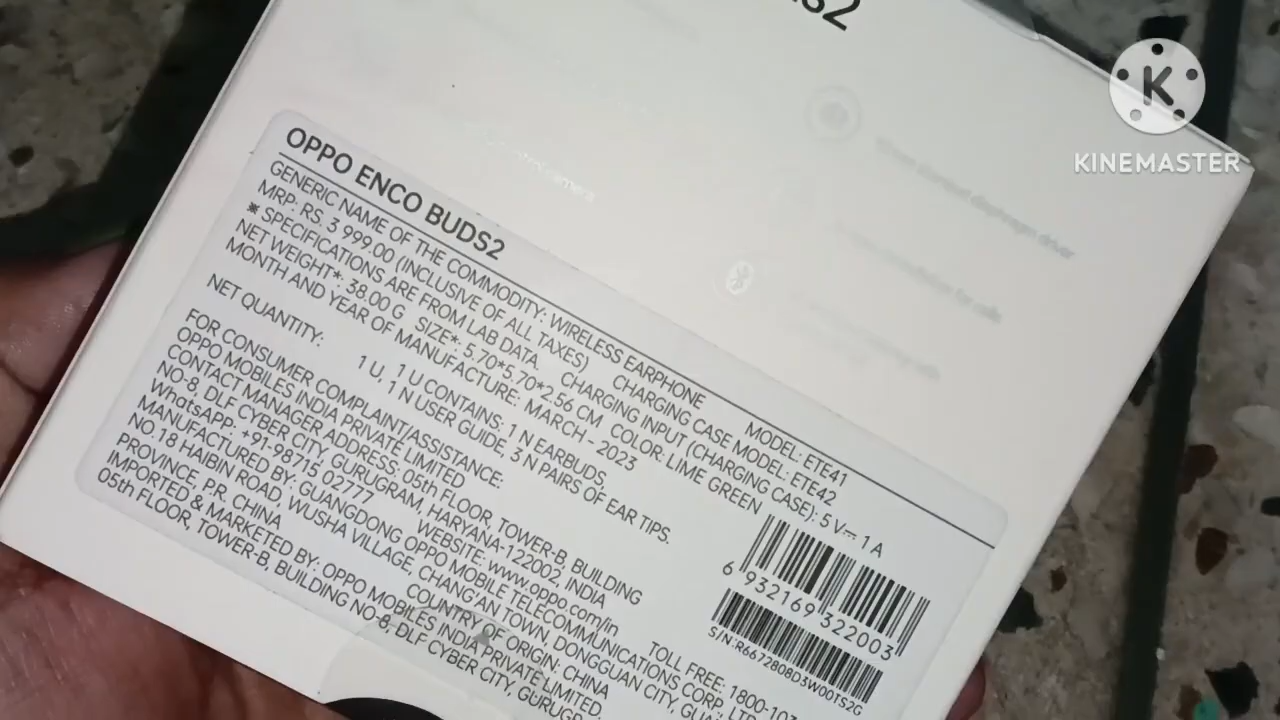 KINEMASTER
OPPO ENCO BUDS2
GENERIC NAME OF THE COMMODITY: WIRELESS EARPHONE MODEL: ETE41
MRP: RS. 3 999.00 (INCLUSIVE OF ALL TAXES) CHARGING CASE MODEL: ETE42
※ SPECIFICATIONS ARE FROM LAB DATA. CHARGING INPUT (CHARGING CASE): 5 V⎓ 1 A
NET WEIGHT*: 38.00 G SIZE*: 5.70*5.70*2.56 CM COLOR: LIME GREEN
MONTH AND YEAR OF MANUFACTURE: MARCH - 2023
NET QUANTITY: 1 U CONTAINS: 1 N EARBUDS,
1 U, 1 N USER GUIDE, 3 N PAIRS OF EAR TIPS.
FOR CONSUMER COMPLAINT/ASSISTANCE:
OPPO MOBILES INDIA PRIVATE LIMITED
CONTACT MANAGER ADDRESS: 05th FLOOR, TOWER-B, BUILDING
NO-8, DLF CYBER CITY GURUGRAM, HARYANA-122002, INDIA
WhatsAPP: +91-98715 02777 WEBSITE: www.oppo.com/in TOLL FREE: 1800-103
MANUFACTURED BY: GUANGDONG OPPO MOBILE TELECOMMUNICATIONS CORP., LTD.
NO.18 HAIBIN ROAD, WUSHA VILLAGE, CHANG'AN TOWN, DONGGUAN CITY,
PROVINCE, P.R. CHINA COUNTRY OF ORIGIN: CHINA
IMPORTED & MARKETED BY: OPPO MOBILES INDIA PRIVATE LIMITED.
05th FLOOR, TOWER-B, BUILDING NO-8, DLF CYBER CITY,
6 932169 322003